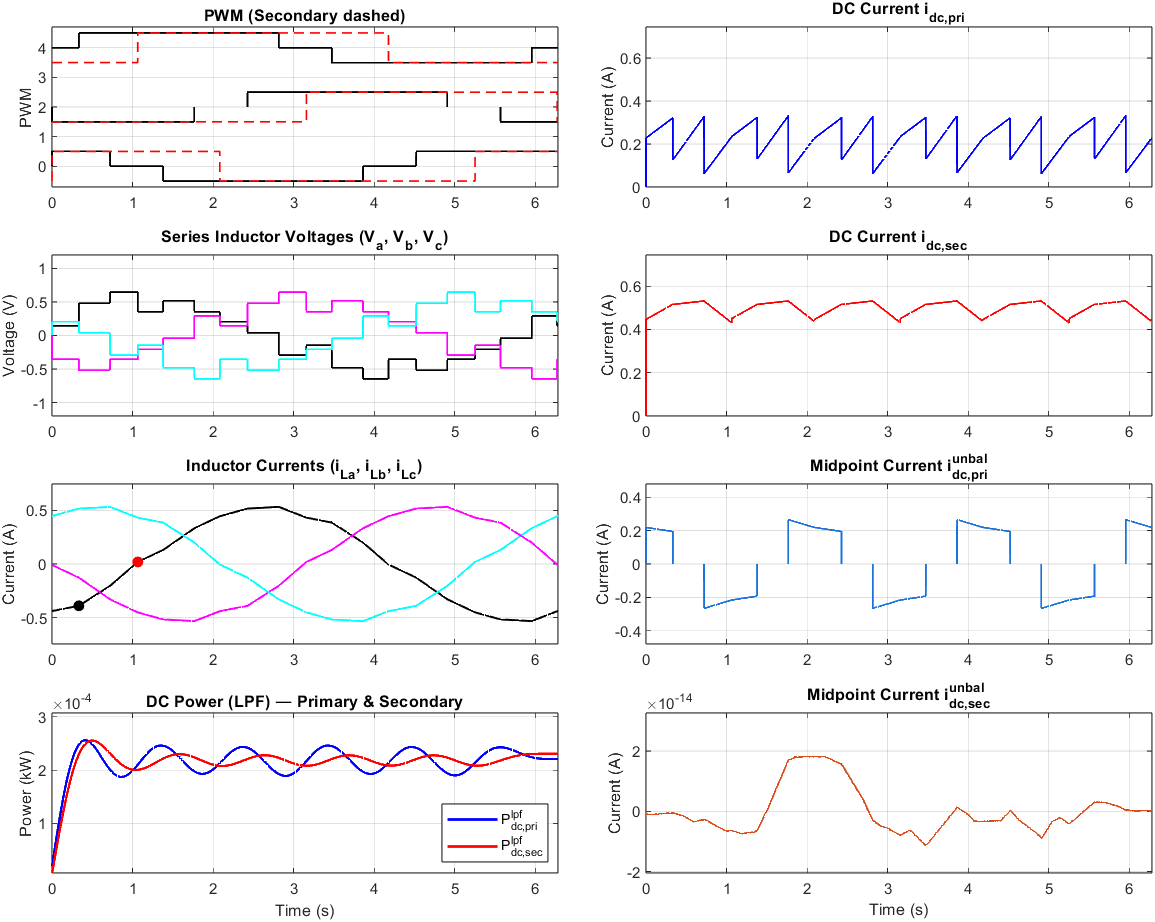 PWM (Secondary dashed)
PWM
4
3
2
1
0
0 1 2 3 4 5 6
DC Current i_dc,pri
Current (A)
0.6
0.4
0.2
0
0 1 2 3 4 5 6
Series Inductor Voltages (V_a, V_b, V_c)
Voltage (V)
1
0.5
0
-0.5
-1
0 1 2 3 4 5 6
DC Current i_dc,sec
Current (A)
0.6
0.4
0.2
0
0 1 2 3 4 5 6
Inductor Currents (i_La, i_Lb, i_Lc)
Current (A)
0.5
0
-0.5
0 1 2 3 4 5 6
Midpoint Current i^unbal_dc,pri
Current (A)
0.4
0.2
0
-0.2
-0.4
0 1 2 3 4 5 6
DC Power (LPF) — Primary & Secondary
×10^-4
Power (kW)
3
2
1
P^lpf_dc,pri
P^lpf_dc,sec
0 1 2 3 4 5 6
Time (s)
Midpoint Current i^unbal_dc,sec
×10^-14
Current (A)
2
0
-2
0 1 2 3 4 5 6
Time (s)